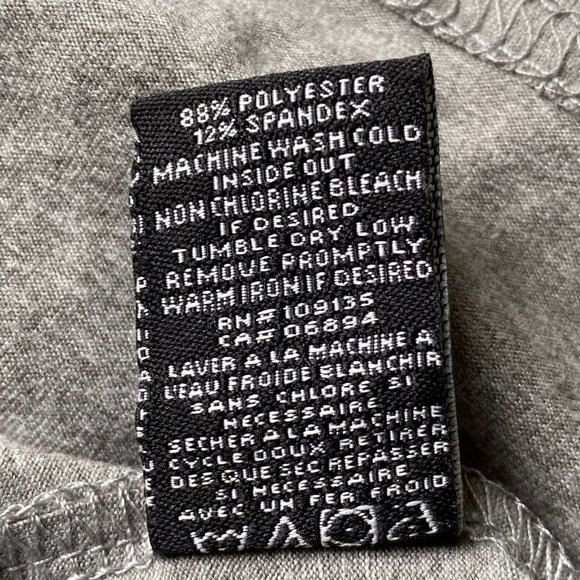 88% POLYESTER
12% SPANDEX
MACHINE WASH COLD
INSIDE OUT
NON CHLORINE BLEACH
IF DESIRED
TUMBLE DRY LOW
REMOVE PROMPTLY
WARM IRON IF DESIRED
RN# 109135
CA# 06894
LAVER A LA MACHINE A
L'EAU FROIDE BLANCHIR
SANS CHLORE SI
NECESSAIRE
SECHER A LA MACHINE
CYCLE DOUX RETIRER
DES QUE SEC REPASSER
SI NECESSAIRE
AVEC UN FER FROID